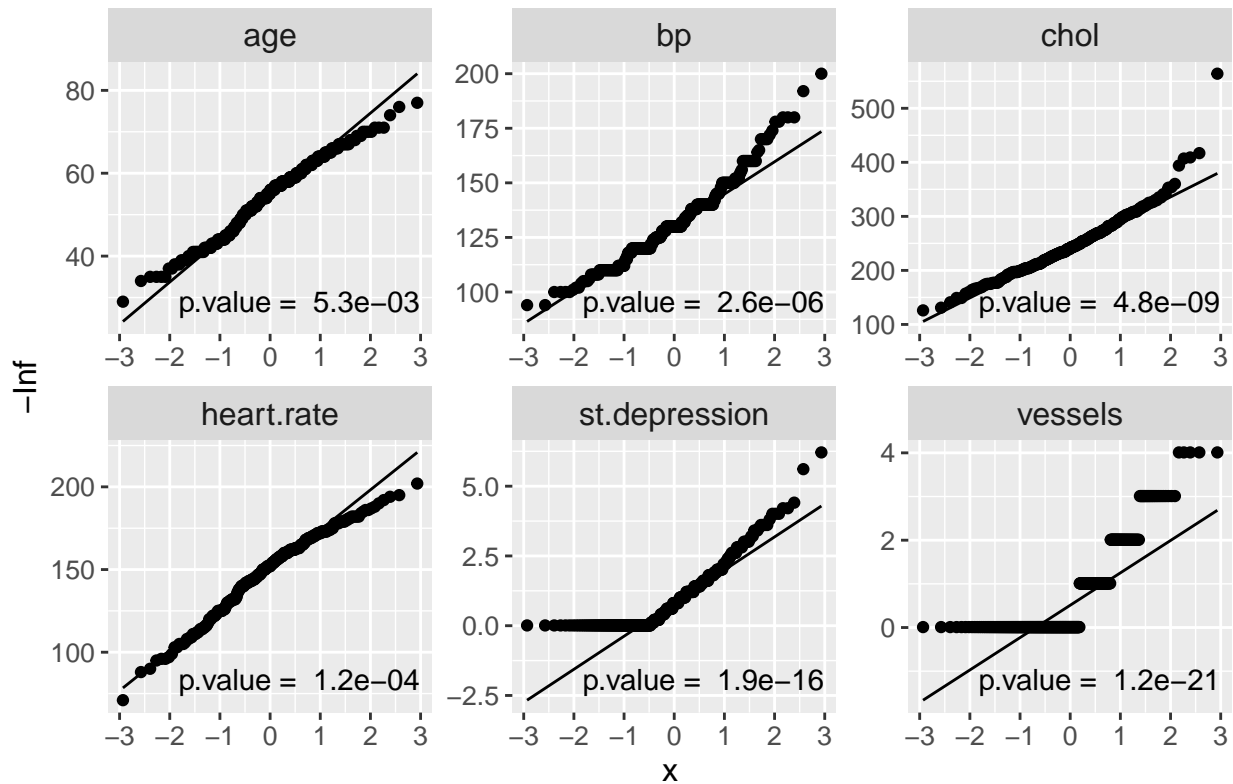 age bp chol
80
60
40
200
175
150
125
100
500
400
300
200
100
p.value = 5.3e−03
p.value = 2.6e−06
p.value = 4.8e−09
−3 −2 −1 0 1 2 3
−3 −2 −1 0 1 2 3
−3 −2 −1 0 1 2 3
−Inf
heart.rate st.depression vessels
200
150
100
5.0
2.5
0.0
−2.5
4
2
0
p.value = 1.2e−04
p.value = 1.9e−16
p.value = 1.2e−21
−3 −2 −1 0 1 2 3
−3 −2 −1 0 1 2 3
−3 −2 −1 0 1 2 3
x